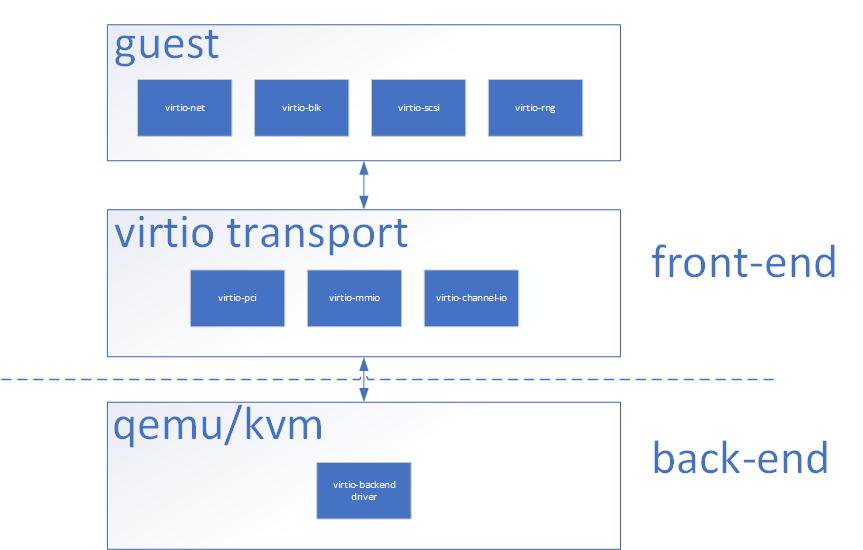 guest
virtio-net
virtio-blk
virtio-scsi
virtio-rng
virtio transport
virtio-pci
virtio-mmio
virtio-channel-io
front-end
qemu/kvm
virtio-backend
driver
back-end